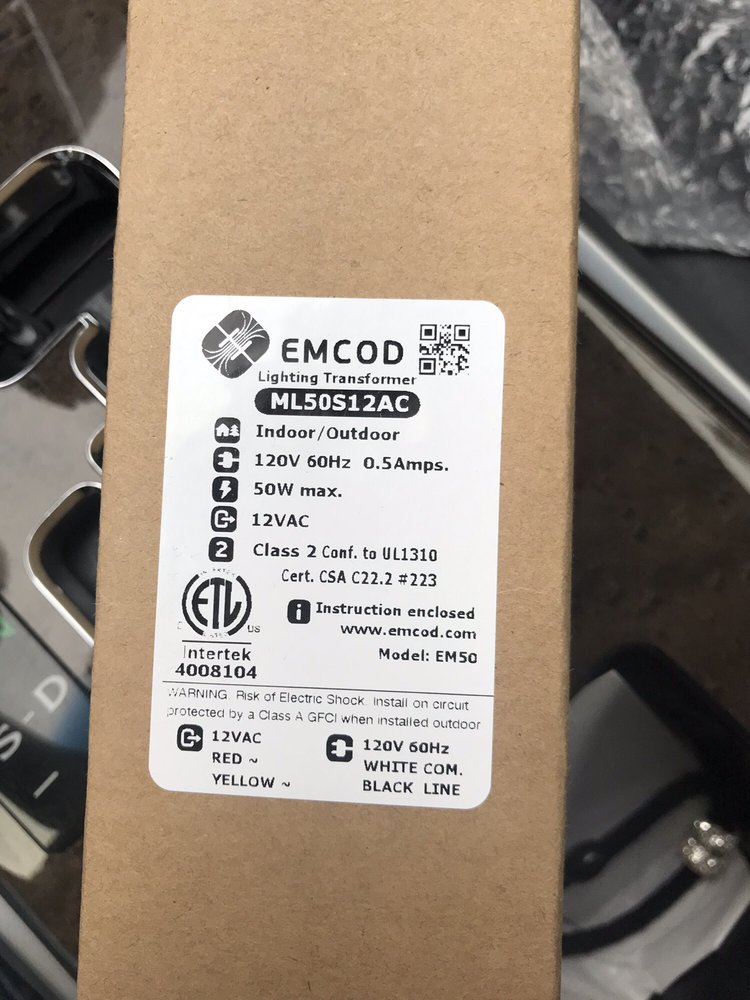 EMCOD
Lighting Transformer
ML50S12AC
Indoor/Outdoor
120V 60Hz 0.5Amps.
50W max.
12VAC
2 Class 2 Conf. to UL1310
Cert. CSA C22.2 #223
ETL
US
Intertek
4008104
i Instruction enclosed
www.emcod.com
Model: EM50
WARNING. Risk of Electric Shock. Install on circuit
protected by a Class A GFCI when installed outdoor
12VAC
RED ~
YELLOW ~
120V 60Hz
WHITE COM.
BLACK LINE
S-D